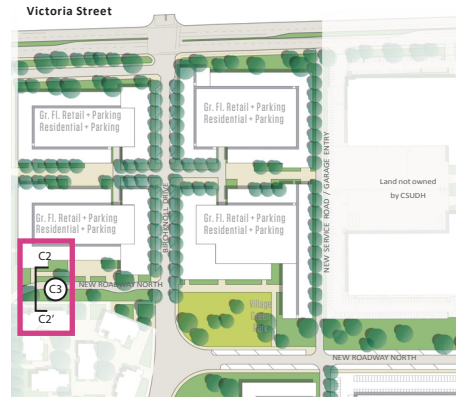 Victoria Street
Gr. Fl. Retail + Parking
Residential + Parking
Gr. Fl. Retail + Parking
Residential + Parking
BIRCHKNOLL DRIVE
NEW SERVICE ROAD / GARAGE ENTRY
Land not owned
by CSUDH
Gr. Fl. Retail + Parking
Residential + Parking
Gr. Fl. Retail + Parking
Residential + Parking
C2
C3
NEW ROADWAY NORTH
C2'
Village
Green
NEW ROADWAY NORTH